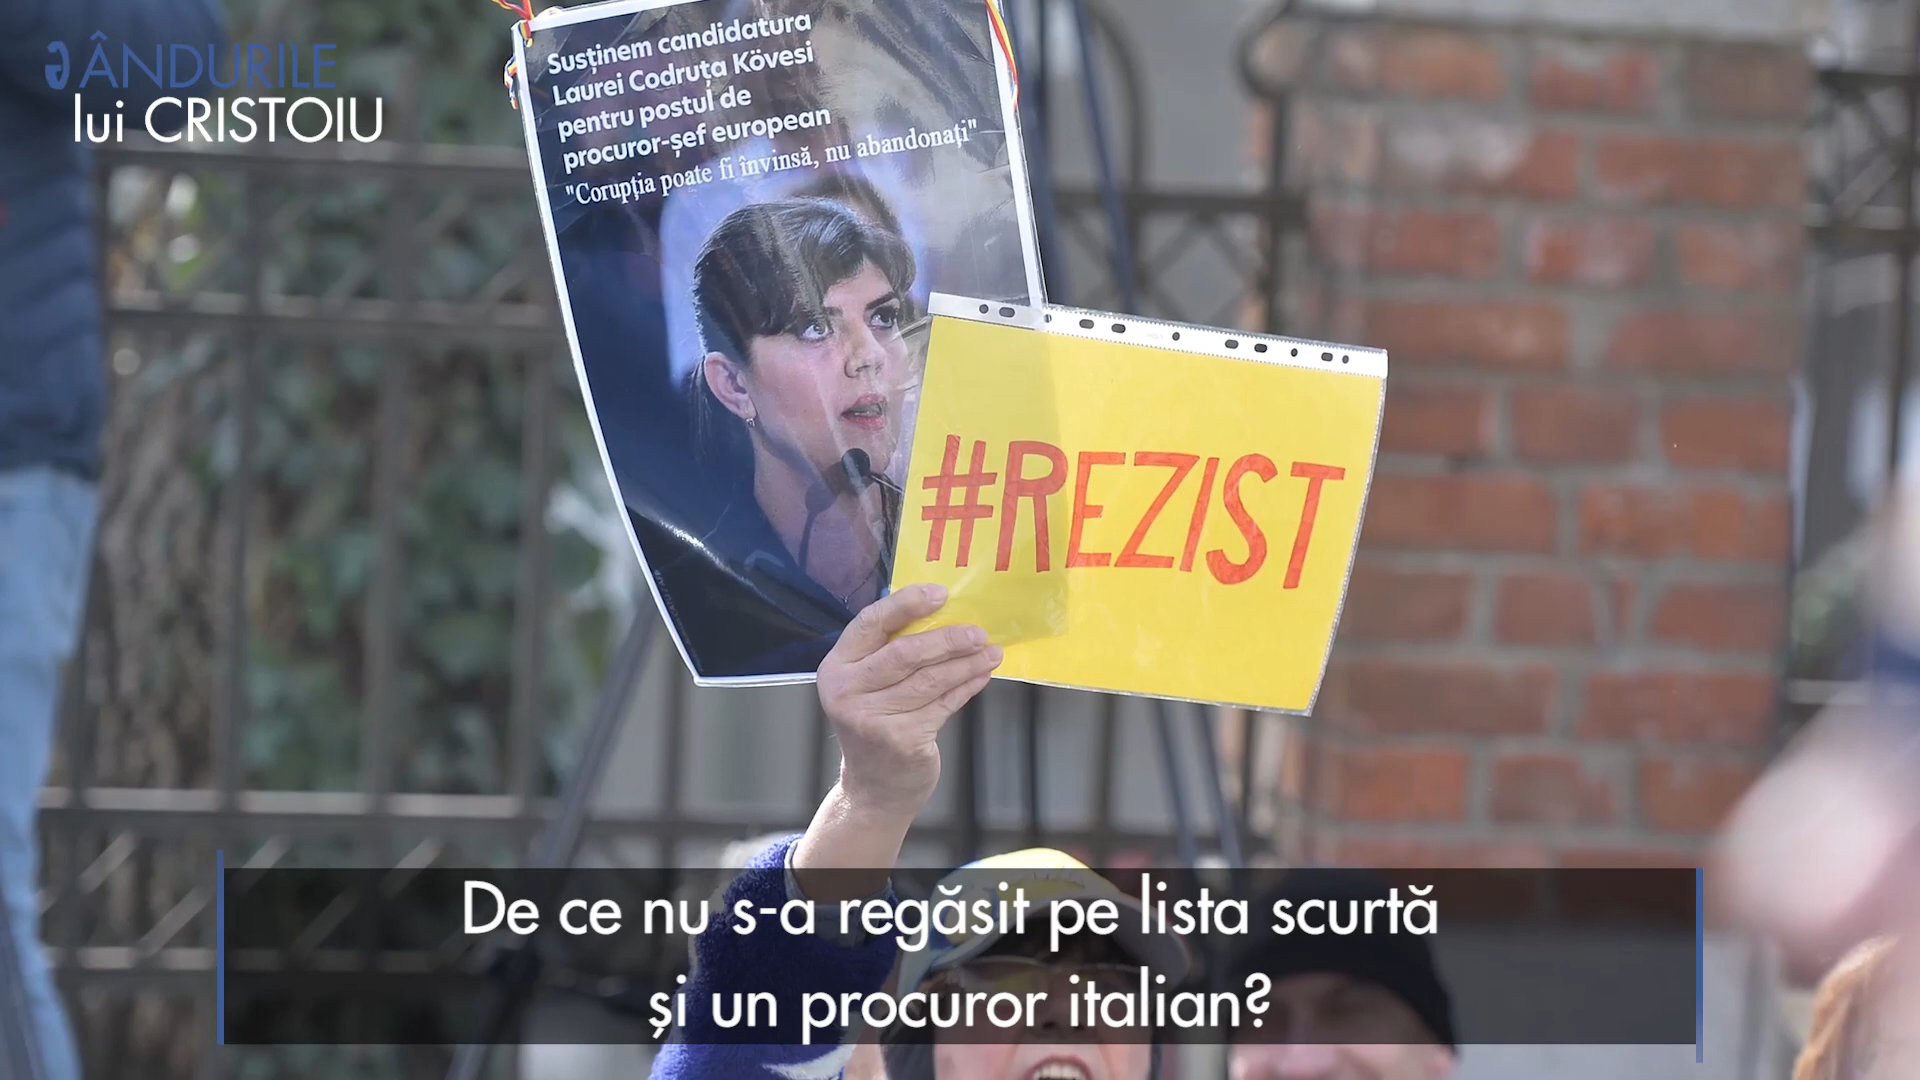 GÂNDURILE
lui CRISTOIU
Susținem candidatura
Laurei Codruța Kövesi
pentru postul de
procuror-șef european
"Corupția poate fi învinsă, nu abandonați"
#REZIST
De ce nu s-a regăsit pe lista scurtă
și un procuror italian?